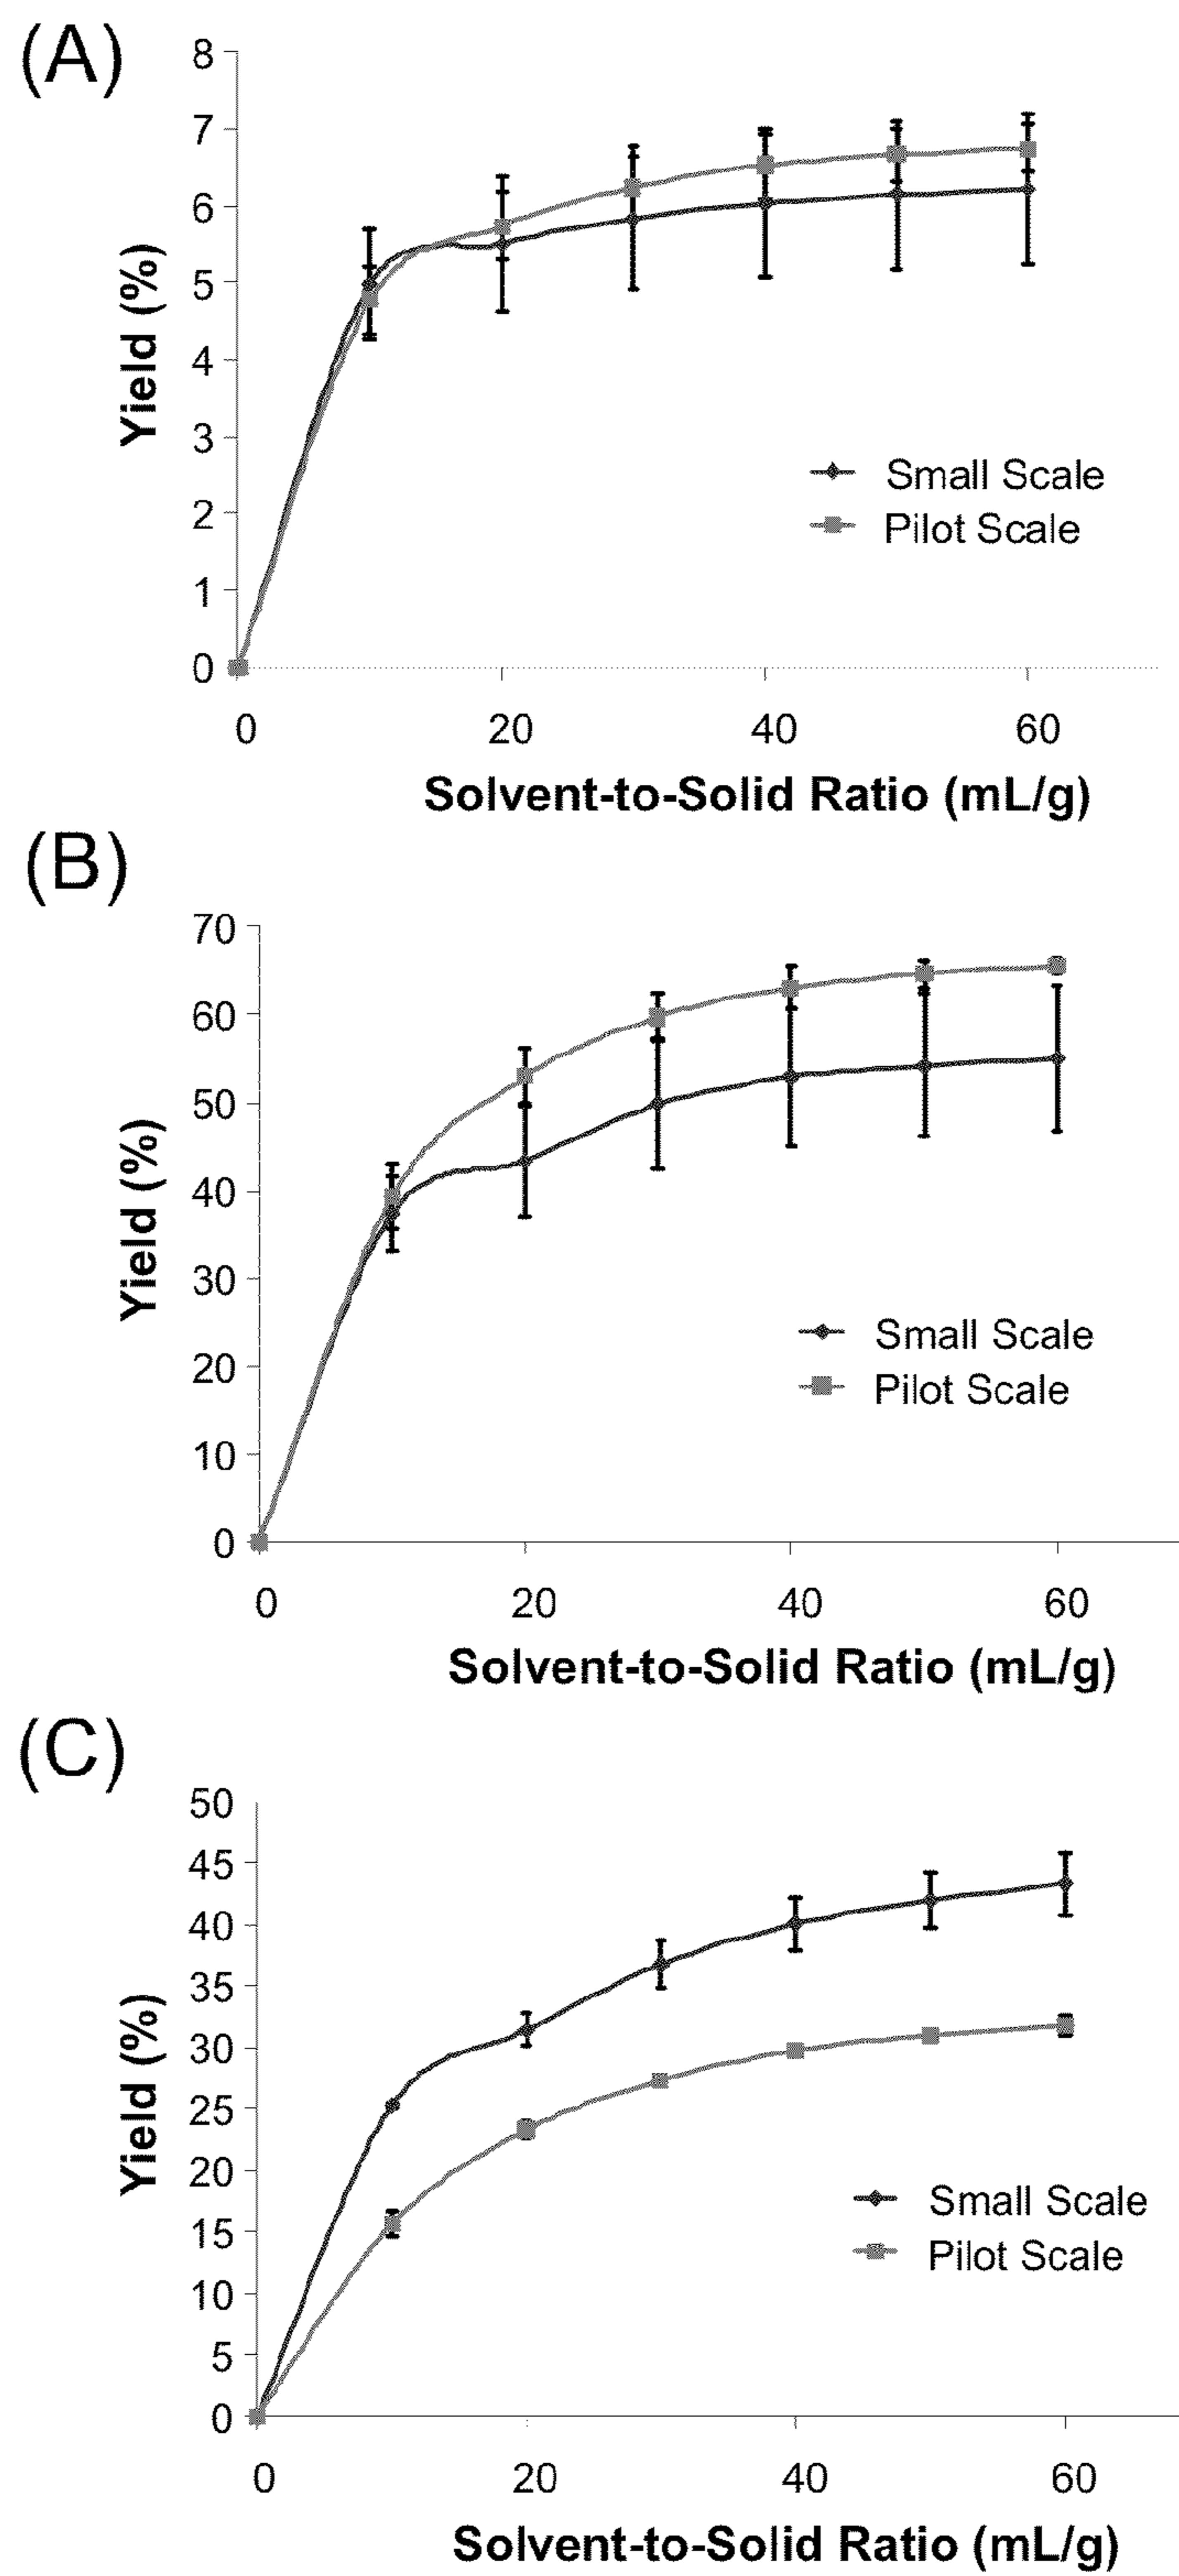 (A)
8
7
6
5
4
3
2
1
0
Yield (%)
Small Scale
Pilot Scale
0 20 40 60
Solvent-to-Solid Ratio (mL/g)
(B)
70
60
50
40
30
20
10
0
Yield (%)
Small Scale
Pilot Scale
0 20 40 60
Solvent-to-Solid Ratio (mL/g)
(C)
50
45
40
35
30
25
20
15
10
5
0
Yield (%)
Small Scale
Pilot Scale
0 20 40 60
Solvent-to-Solid Ratio (mL/g)